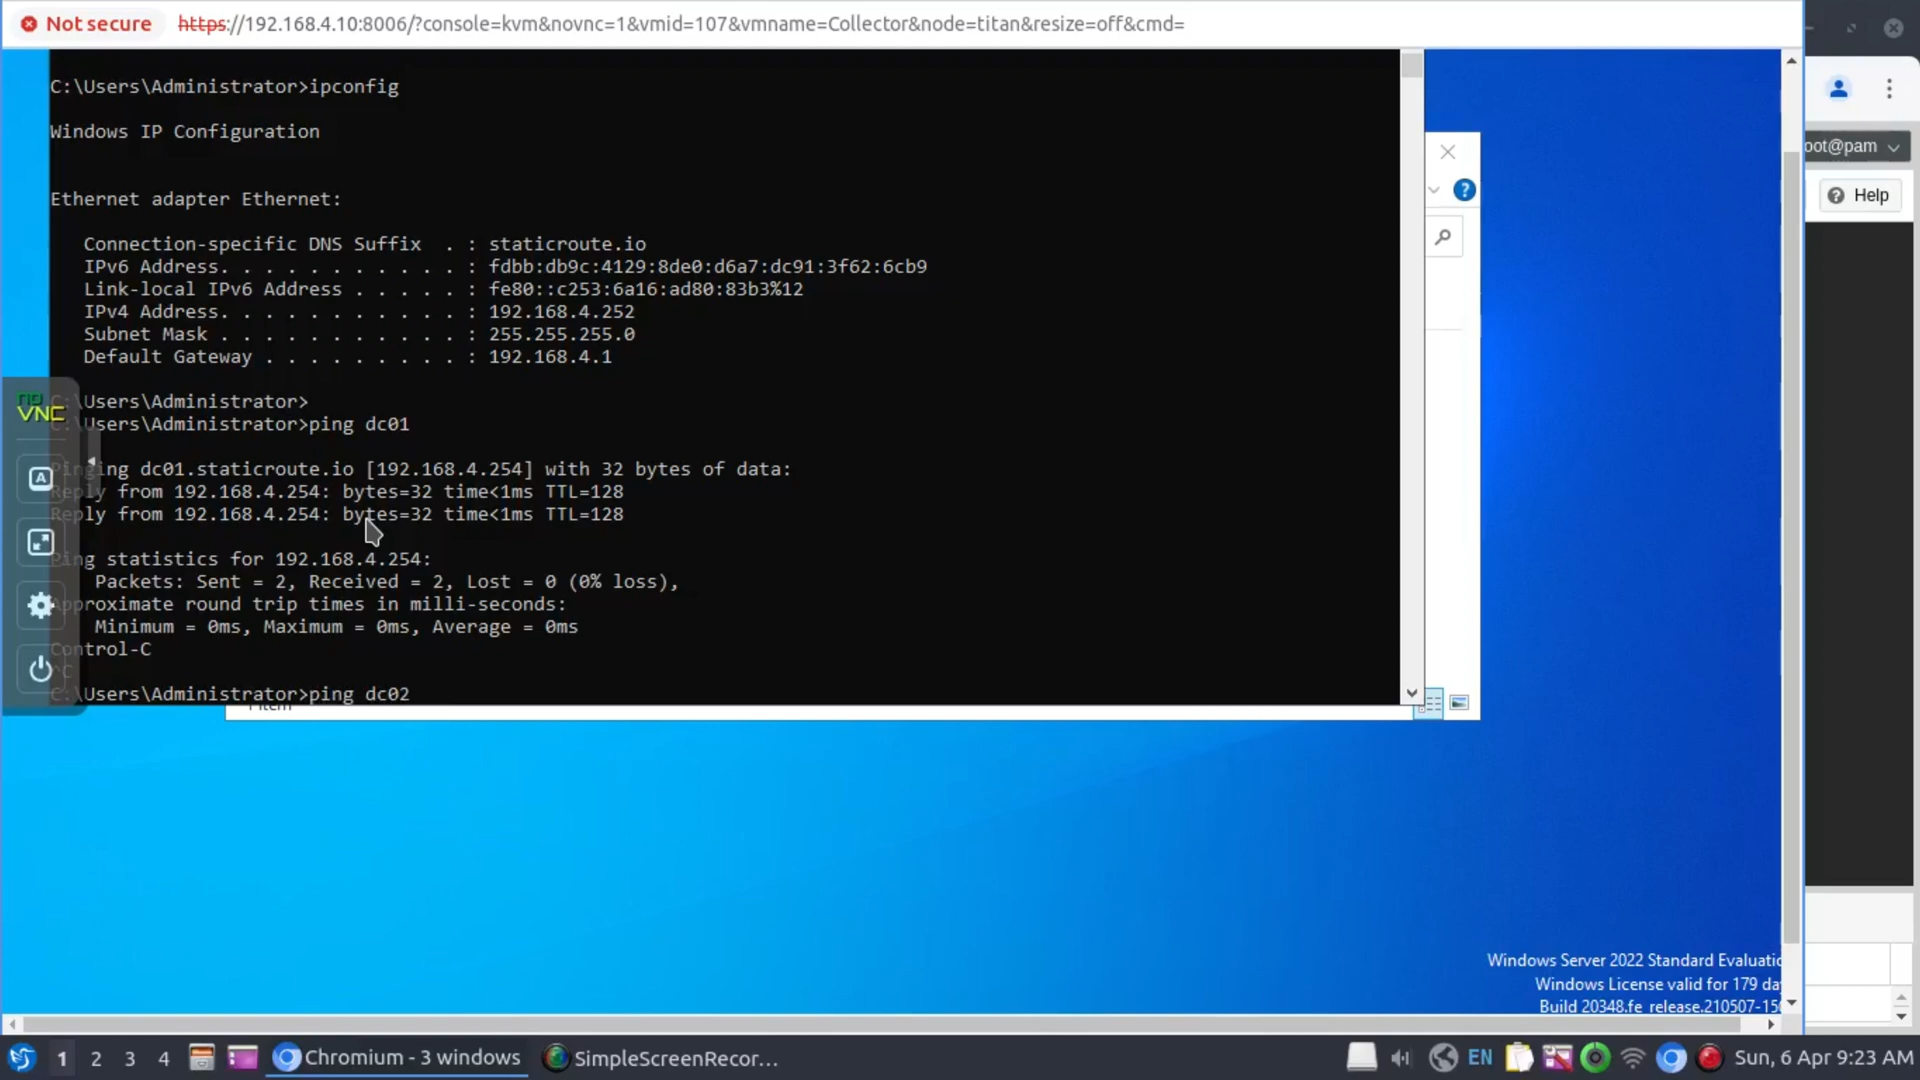 Not secure https://192.168.4.10:8006/?console=kvm&novnc=1&vmid=107&vmname=Collector&node=titan&resize=off&cmd=
C:\Users\Administrator>ipconfig
Windows IP Configuration
Ethernet adapter Ethernet:
Connection-specific DNS Suffix . : staticroute.io
IPv6 Address. . . . . . . . . . . : fdbb:db9c:4129:8de0:d6a7:dc91:3f62:6cb9
Link-local IPv6 Address . . . . . : fe80::c253:6a16:ad80:83b3%12
IPv4 Address. . . . . . . . . . . : 192.168.4.252
Subnet Mask . . . . . . . . . . . : 255.255.255.0
Default Gateway . . . . . . . . . : 192.168.4.1
C:\Users\Administrator>
C:\Users\Administrator>ping dc01
Pinging dc01.staticroute.io [192.168.4.254] with 32 bytes of data:
Reply from 192.168.4.254: bytes=32 time<1ms TTL=128
Reply from 192.168.4.254: bytes=32 time<1ms TTL=128
Ping statistics for 192.168.4.254:
Packets: Sent = 2, Received = 2, Lost = 0 (0% loss),
Approximate round trip times in milli-seconds:
Minimum = 0ms, Maximum = 0ms, Average = 0ms
Control-C
^C
C:\Users\Administrator>ping dc02
no
VNC
A
oot@pam
Help
Windows Server 2022 Standard Evaluatio
Windows License valid for 179 da
Build 20348.fe_release.210507-15
1 2 3 4 Chromium - 3 windows SimpleScreenRecor... EN Sun, 6 Apr 9:23 AM